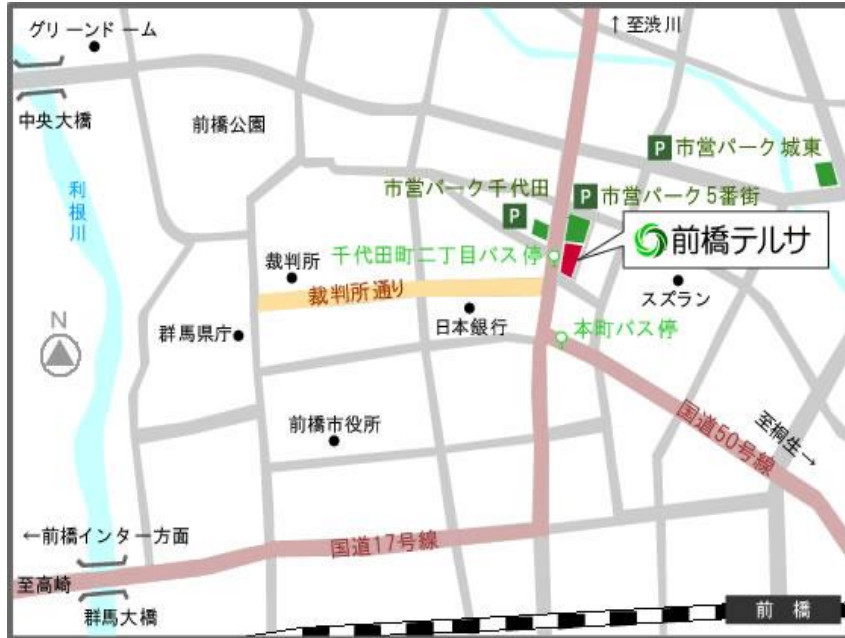 グリーンドーム
↑至渋川
中央大橋
前橋公園
P 市営パーク城東
利根川
市営パーク千代田
P
P 市営パーク5番街
前橋テルサ
千代田町二丁目バス停
裁判所
裁判所通り
スズラン
N
群馬県庁
日本銀行
本町バス停
前橋市役所
国道50号線
至桐生→
←前橋インター方面
国道17号線
至高崎
群馬大橋
前橋